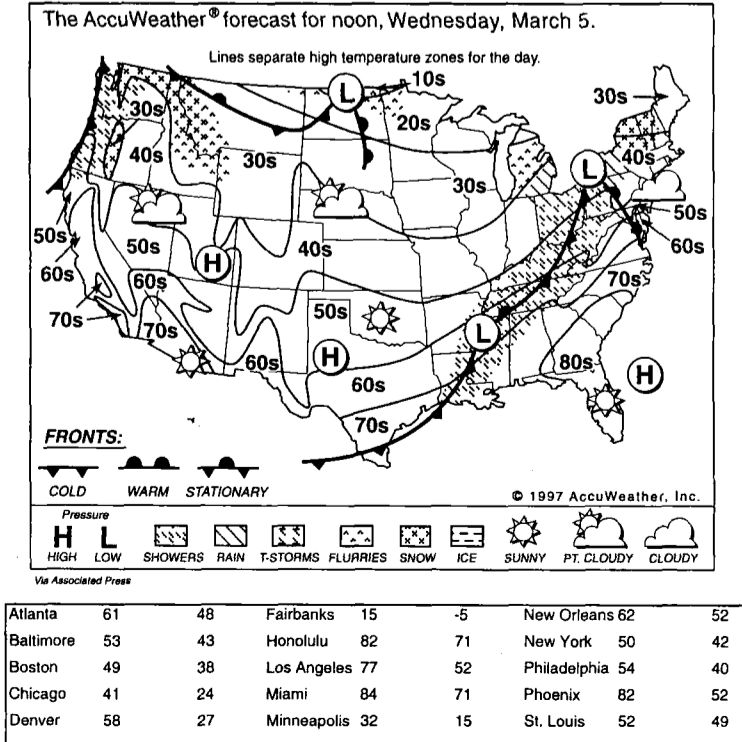 The AccuWeather® forecast for noon, Wednesday, March 5.
Lines separate high temperature zones for the day.
L
10s
30s
30s
20s
40s
30s
30s
L
40s
50s
50s
60s
50s
H
40s
60s
60s
70s
50s
70s
70s
L
60s
H
80s
H
60s
70s
FRONTS:
COLD WARM STATIONARY
© 1997 AccuWeather, Inc.
Pressure
H L
HIGH LOW SHOWERS RAIN T-STORMS FLURRIES SNOW ICE SUNNY PT. CLOUDY CLOUDY
Via Associated Press
Atlanta 61 48 Fairbanks 15 -5 New Orleans 62 52
Baltimore 53 43 Honolulu 82 71 New York 50 42
Boston 49 38 Los Angeles 77 52 Philadelphia 54 40
Chicago 41 24 Miami 84 71 Phoenix 82 52
Denver 58 27 Minneapolis 32 15 St. Louis 52 49